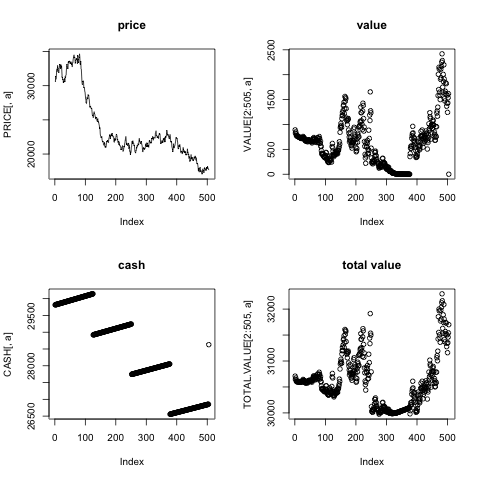 price
PRICE[, a]
30000
20000
0 100 200 300 400 500
Index
value
VALUE[2:505, a]
2500
1500
500
0
0 100 200 300 400 500
Index
cash
CASH[, a]
29500
28000
26500
0 100 200 300 400 500
Index
total value
TOTAL.VALUE[2:505, a]
32000
31000
30000
0 100 200 300 400 500
Index